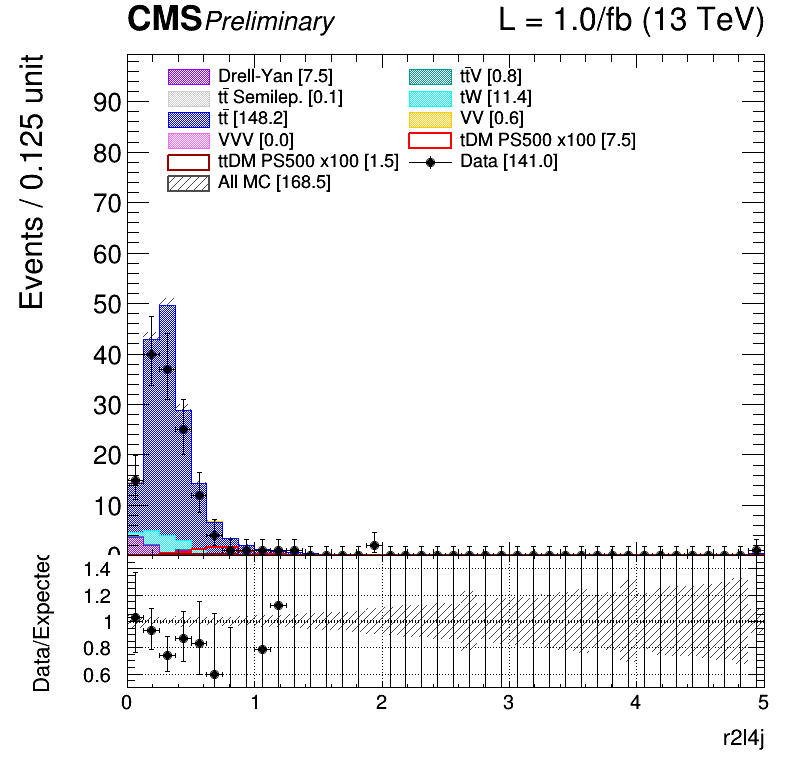 CMS Preliminary L = 1.0/fb (13 TeV)
Drell-Yan [7.5] tt̄V [0.8]
tt̄ Semilep. [0.1] tW [11.4]
tt̄ [148.2] VV [0.6]
VVV [0.0] tDM PS500 x100 [7.5]
ttDM PS500 x100 [1.5] Data [141.0]
All MC [168.5]
Events / 0.125 unit
90
80
70
60
50
40
30
20
10
0
Data/Expected
1.4
1.2
1
0.8
0.6
0 1 2 3 4 5
r2l4j